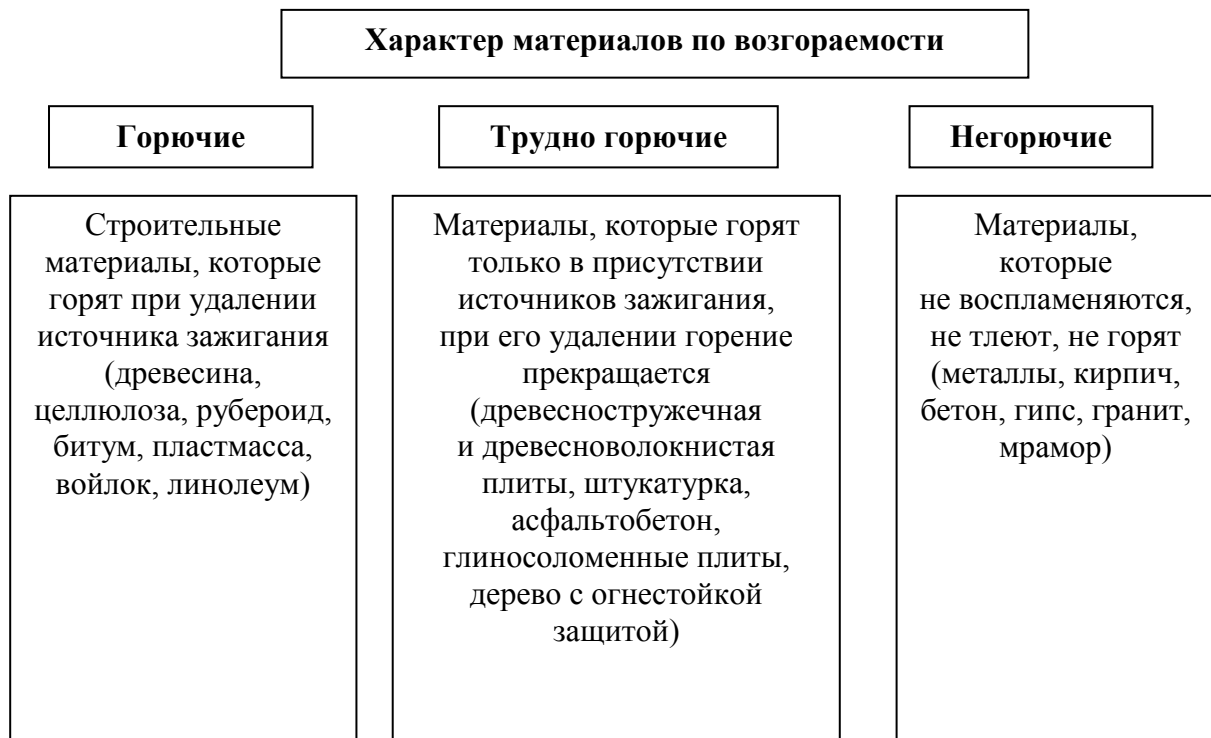 Характер материалов по возгораемости
Горючие
Трудно горючие
Негорючие
Строительные
материалы, которые
горят при удалении
источника зажигания
(древесина,
целлюлоза, рубероид,
битум, пластмасса,
войлок, линолеум)
Материалы, которые горят
только в присутствии
источников зажигания,
при его удалении горение
прекращается
(древесностружечная
и древесноволокнистая
плиты, штукатурка,
асфальтобетон,
глиносоломенные плиты,
дерево с огнестойкой
защитой)
Материалы,
которые
не воспламеняются,
не тлеют, не горят
(металлы, кирпич,
бетон, гипс, гранит,
мрамор)